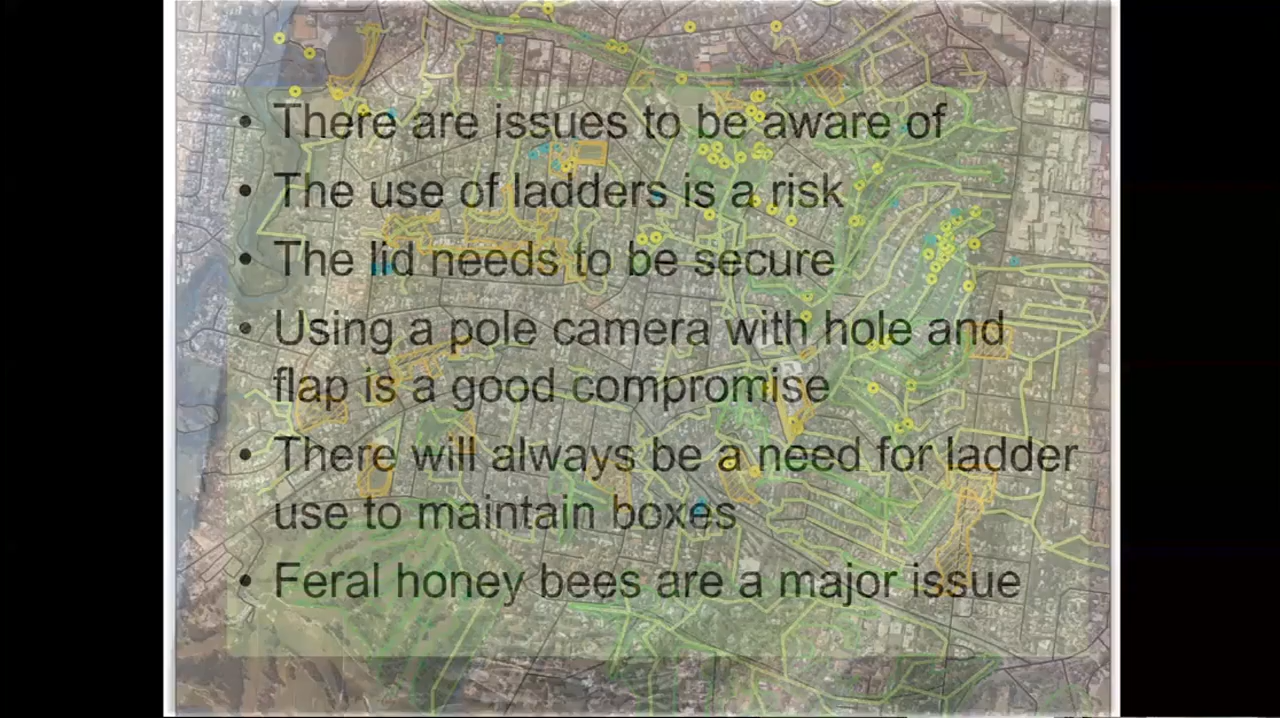 • There are issues to be aware of
• The use of ladders is a risk
• The lid needs to be secure
• Using a pole camera with hole and
flap is a good compromise
• There will always be a need for ladder
use to maintain boxes
• Feral honey bees are a major issue